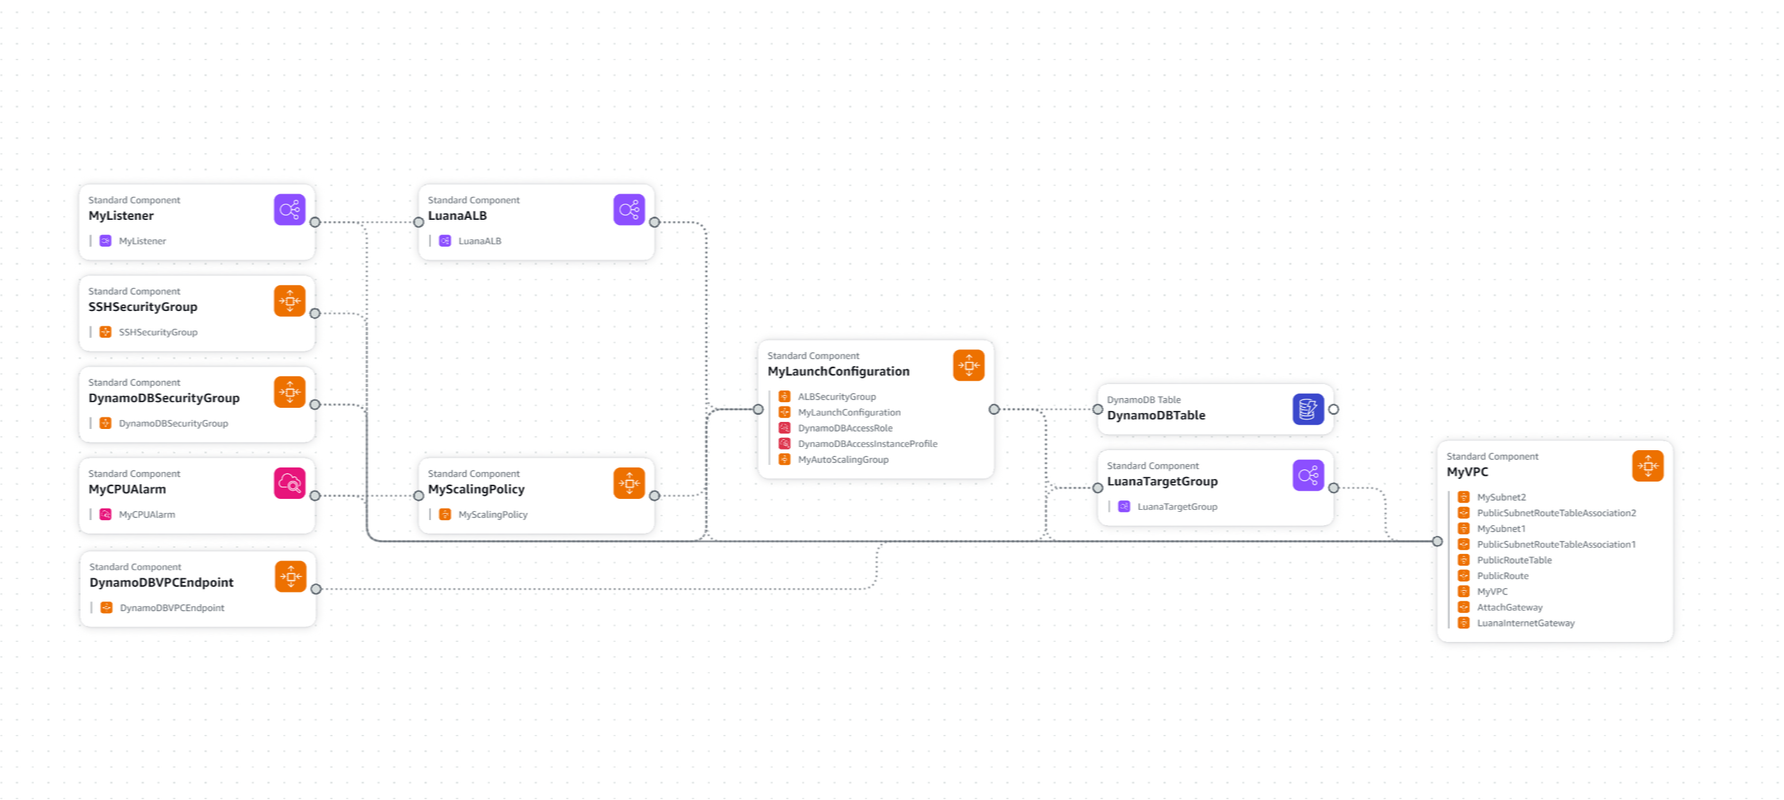 Standard Component
MyListener
MyListener
Standard Component
LuanaALB
LuanaALB
Standard Component
SSHSecurityGroup
SSHSecurityGroup
Standard Component
DynamoDBSecurityGroup
DynamoDBSecurityGroup
Standard Component
MyCPUAlarm
MyCPUAlarm
Standard Component
MyScalingPolicy
MyScalingPolicy
Standard Component
DynamoDBVPCEndpoint
DynamoDBVPCEndpoint
Standard Component
MyLaunchConfiguration
ALBSecurityGroup
MyLaunchConfiguration
DynamoDBAccessRole
DynamoDBAccessInstanceProfile
MyAutoScalingGroup
DynamoDB Table
DynamoDBTable
Standard Component
LuanaTargetGroup
LuanaTargetGroup
Standard Component
MyVPC
MySubnet2
PublicSubnetRouteTableAssociation2
MySubnet1
PublicSubnetRouteTableAssociation1
PublicRouteTable
PublicRoute
MyVPC
AttachGateway
LuanaInternetGateway